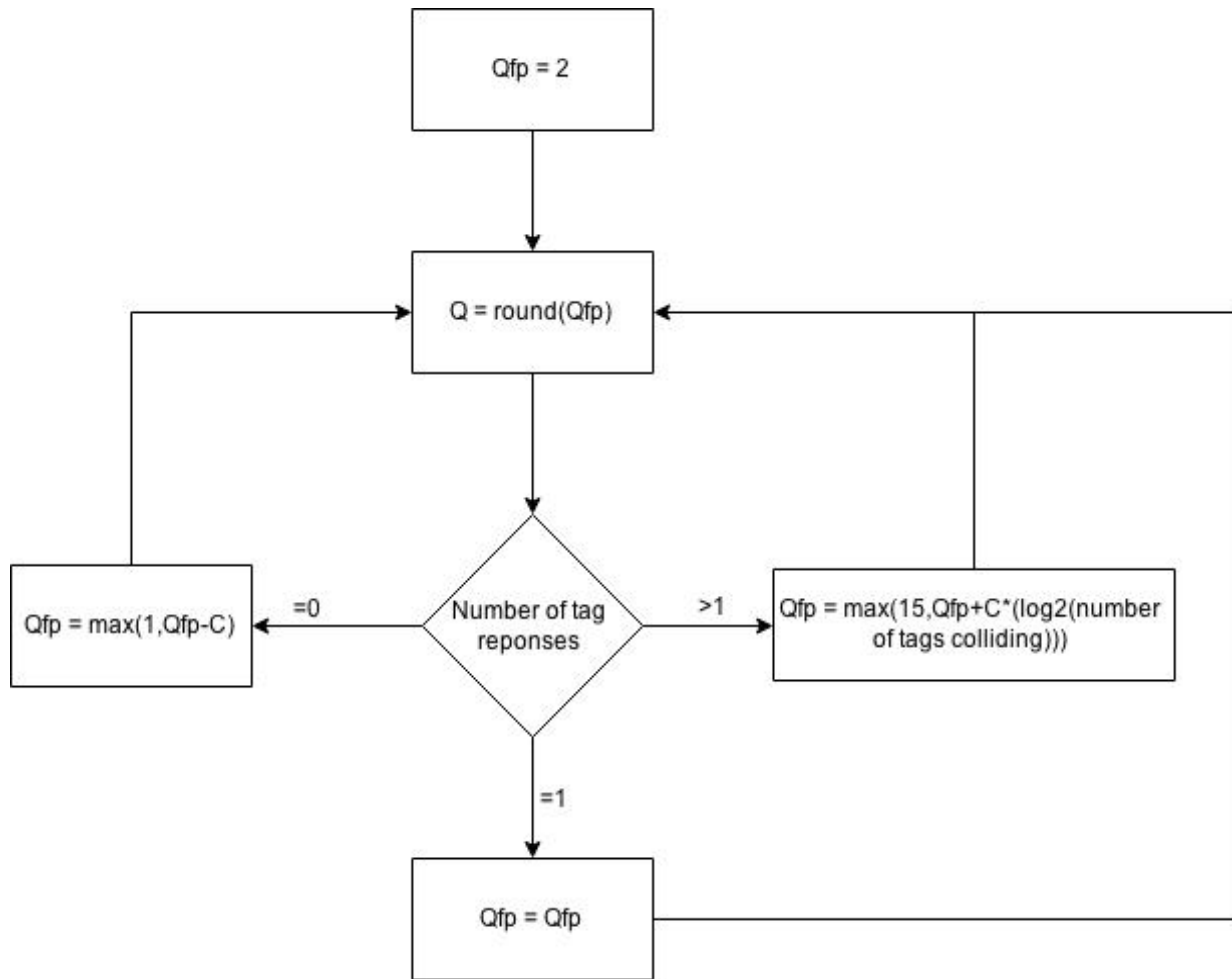 Qfp = 2
Q = round(Qfp)
Qfp = max(1,Qfp-C)
=0
Number of tag
reponses
>1
Qfp = max(15,Qfp+C*(log2(number
of tags colliding)))
=1
Qfp = Qfp